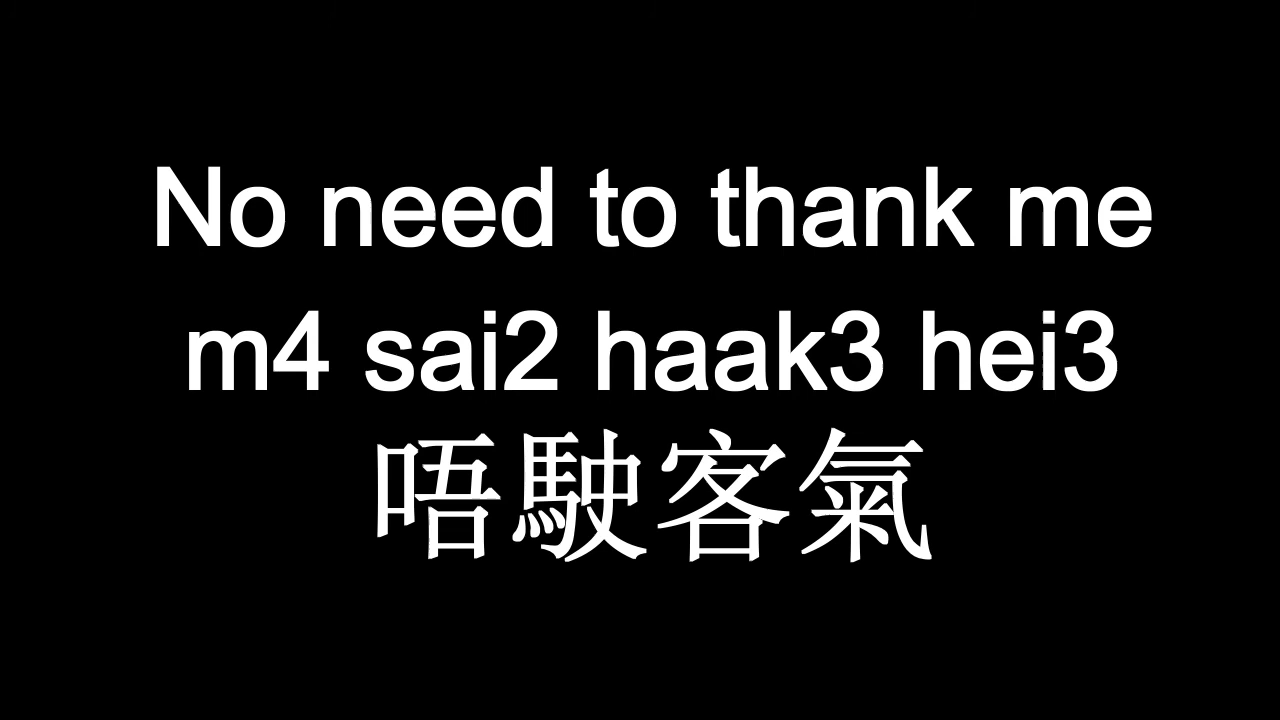 No need to thank me
m4 sai2 haak3 hei3
唔駛客氣